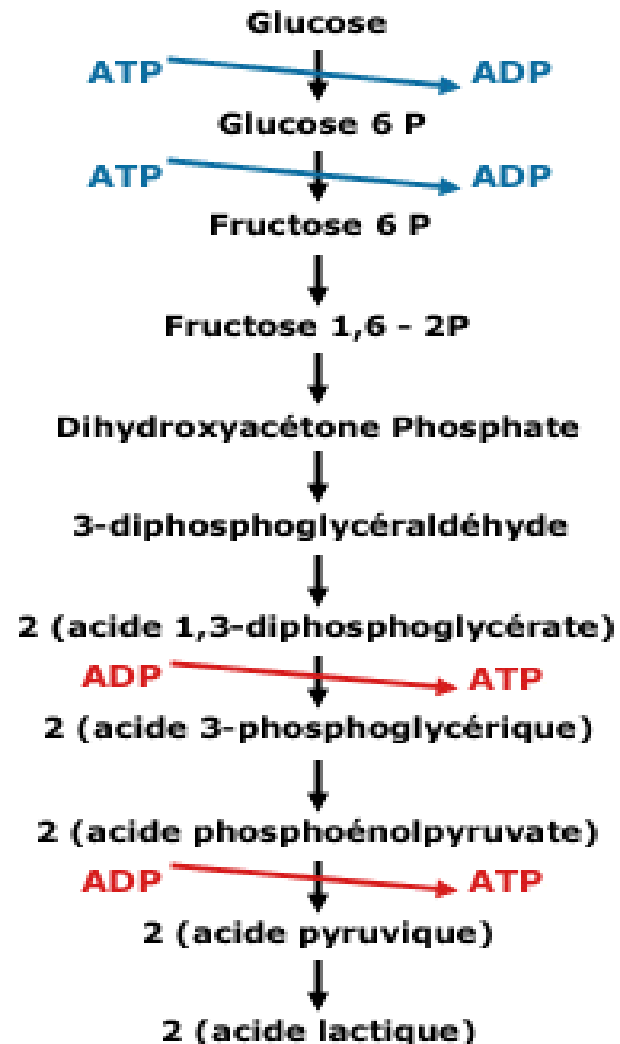 Glucose
ATP ADP
Glucose 6 P
ATP ADP
Fructose 6 P
Fructose 1,6 - 2P
Dihydroxyacétone Phosphate
3-diphosphoglycéraldéhyde
2 (acide 1,3-diphosphoglycérate)
ADP ATP
2 (acide 3-phosphoglycérique)
2 (acide phosphoénolpyruvate)
ADP ATP
2 (acide pyruvique)
2 (acide lactique)